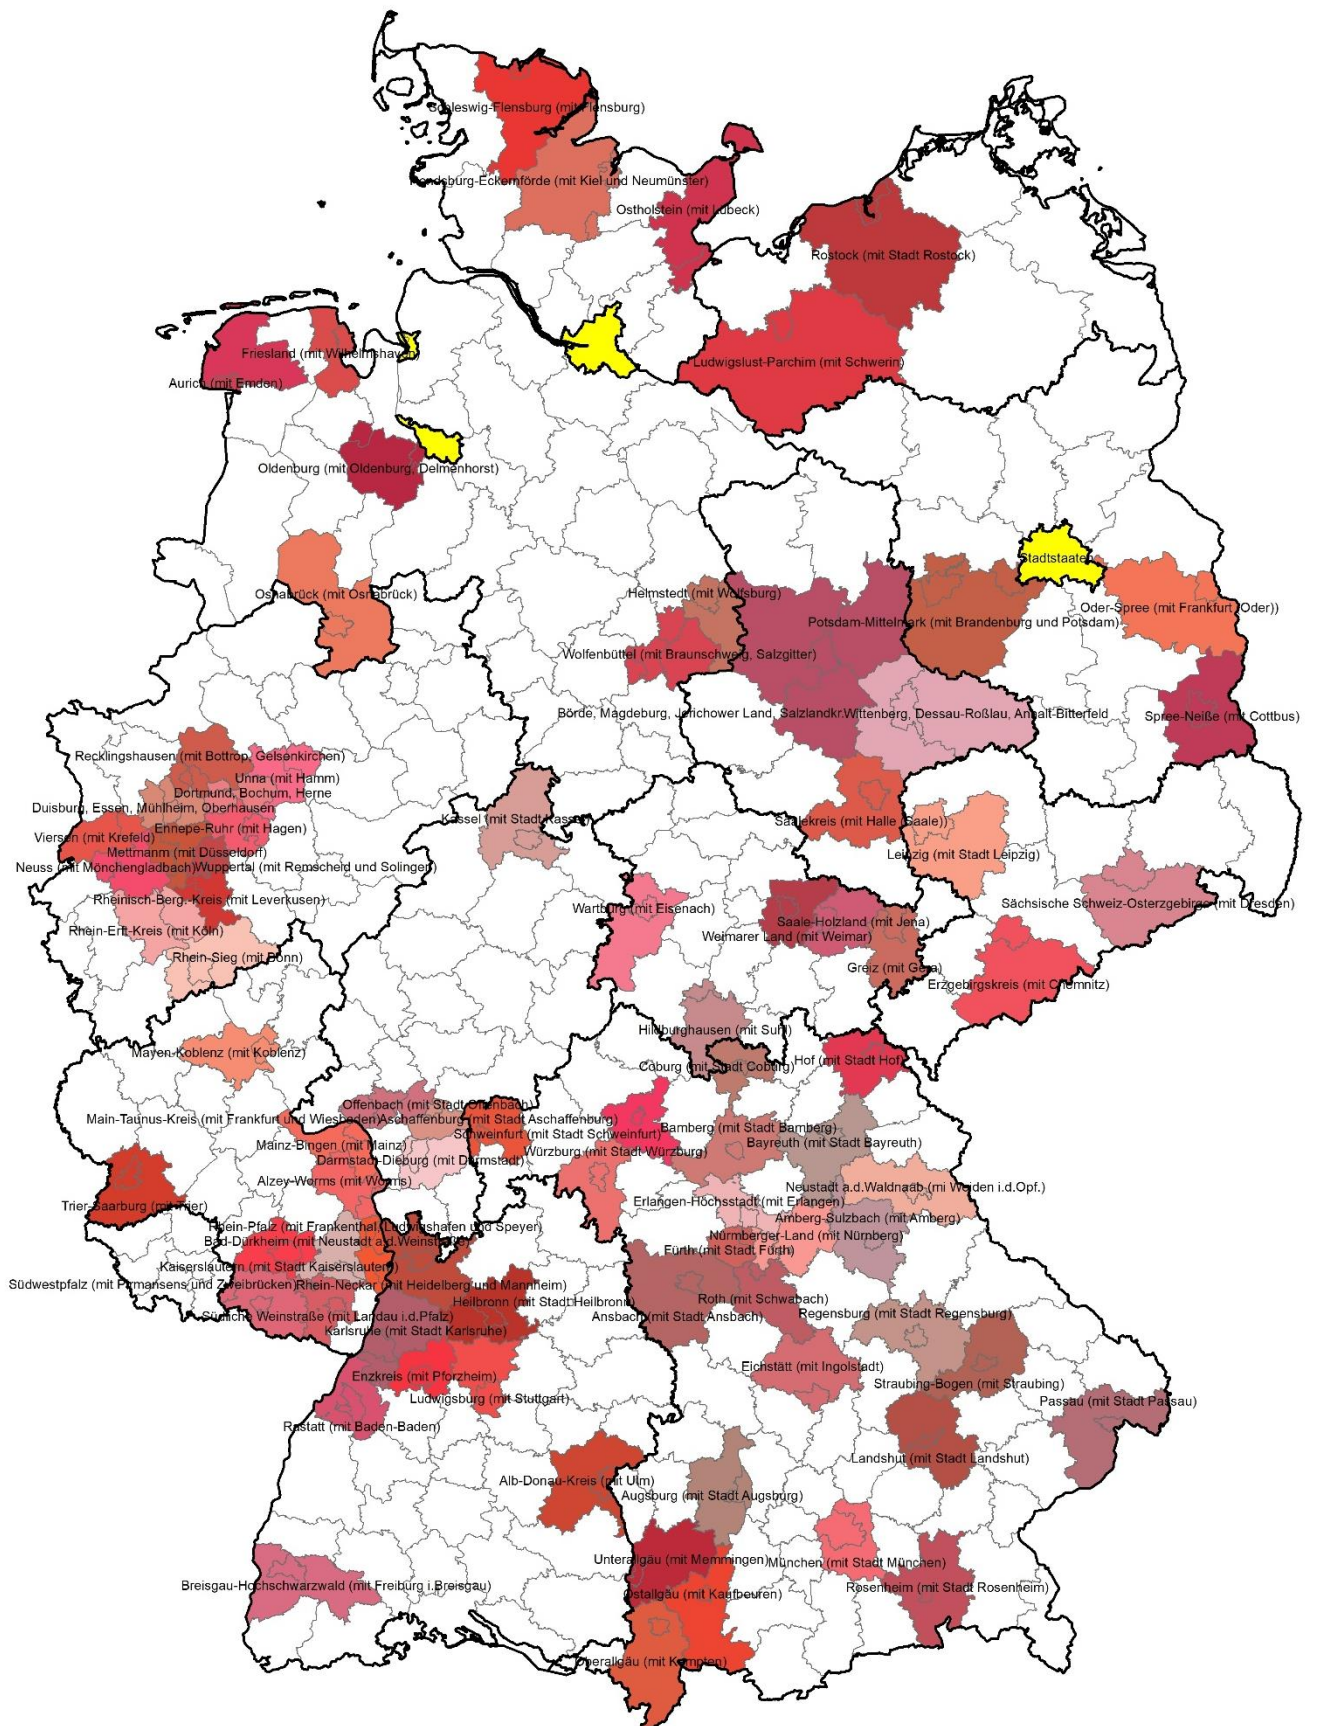 Schleswig-Flensburg (mit Flensburg)
Rendsburg-Eckernförde (mit Kiel und Neumünster)
Ostholstein (mit Lübeck)
Rostock (mit Stadt Rostock)
Friesland (mit Wilhelmshaven)
Ludwigslust-Parchim (mit Schwerin)
Aurich (mit Emden)
Oldenburg (mit Oldenburg, Delmenhorst)
Stadtstaaten
Osnabrück (mit Osnabrück)
Helmstedt (mit Wolfsburg)
Oder-Spree (mit Frankfurt (Oder))
Potsdam-Mittelmark (mit Brandenburg und Potsdam)
Wolfenbüttel (mit Braunschweig, Salzgitter)
Börde, Magdeburg, Jerichower Land, Salzlandkr.
Wittenberg, Dessau-Roßlau, Anhalt-Bitterfeld
Spree-Neiße (mit Cottbus)
Recklingshausen (mit Bottrop, Gelsenkirchen)
Unna (mit Hamm)
Dortmund, Bochum, Herne
Duisburg, Essen, Mühlheim, Oberhausen
Kassel (mit Stadt Kassel)
Saalekreis (mit Halle (Saale))
Ennepe-Ruhr (mit Hagen)
Viersen (mit Krefeld)
Mettmann (mit Düsseldorf)
Leipzig (mit Stadt Leipzig)
Neuss (mit Mönchengladbach)
Wuppertal (mit Remscheid und Solingen)
Rheinisch-Berg.-Kreis (mit Leverkusen)
Sächsische Schweiz-Osterzgebirge (mit Dresden)
Wartburg (mit Eisenach)
Saale-Holzland (mit Jena)
Rhein-Erft-Kreis (mit Köln)
Weimarer Land (mit Weimar)
Rhein-Sieg (mit Bonn)
Greiz (mit Gera)
Erzgebirgskreis (mit Chemnitz)
Hildburghausen (mit Suhl)
Mayen-Koblenz (mit Koblenz)
Hof (mit Stadt Hof)
Coburg (mit Stadt Coburg)
Offenbach (mit Stadt Offenbach)
Main-Taunus-Kreis (mit Frankfurt und Wiesbaden)
Aschaffenburg (mit Stadt Aschaffenburg)
Bamberg (mit Stadt Bamberg)
Schweinfurt (mit Stadt Schweinfurt)
Mainz-Bingen (mit Mainz)
Bayreuth (mit Stadt Bayreuth)
Würzburg (mit Stadt Würzburg)
Darmstadt-Dieburg (mit Darmstadt)
Alzey-Worms (mit Worms)
Neustadt a.d.Waldnaab (mi Weiden i.d.Opf.)
Erlangen-Höchsstadt (mit Erlangen)
Trier-Saarburg (mit Trier)
Amberg-Sulzbach (mit Amberg)
Rhein-Pfalz (mit Frankenthal, Ludwigshafen und Speyer)
Nürmberger-Land (mit Nürnberg)
Bad-Dürkheim (mit Neustadt a.d.Weinstraße)
Fürth (mit Stadt Fürth)
Kaiserslautern (mit Stadt Kaiserslautern)
Südwestpfalz (mit Pirmansens und Zweibrücken)
Rhein-Neckar (mit Heidelberg und Mannheim)
Roth (mit Schwabach)
Heilbronn (mit Stadt Heilbronn)
Regensburg (mit Stadt Regensburg)
Südliche Weinstraße (mit Landau i.d.Pfalz)
Ansbach (mit Stadt Ansbach)
Karlsruhe (mit Stadt Karlsruhe)
Eichstätt (mit Ingolstadt)
Enzkreis (mit Pforzheim)
Straubing-Bogen (mit Straubing)
Ludwigsburg (mit Stuttgart)
Passau (mit Stadt Passau)
Rastatt (mit Baden-Baden)
Landshut (mit Stadt Landshut)
Alb-Donau-Kreis (mit Ulm)
Augsburg (mit Stadt Augsburg)
Unterallgäu (mit Memmingen)
München (mit Stadt München)
Breisgau-Hochschwarzwald (mit Freiburg i.Breisgau)
Rosenheim (mit Stadt Rosenheim)
Ostallgäu (mit Kaufbeuren)
Oberallgäu (mit Kempten)